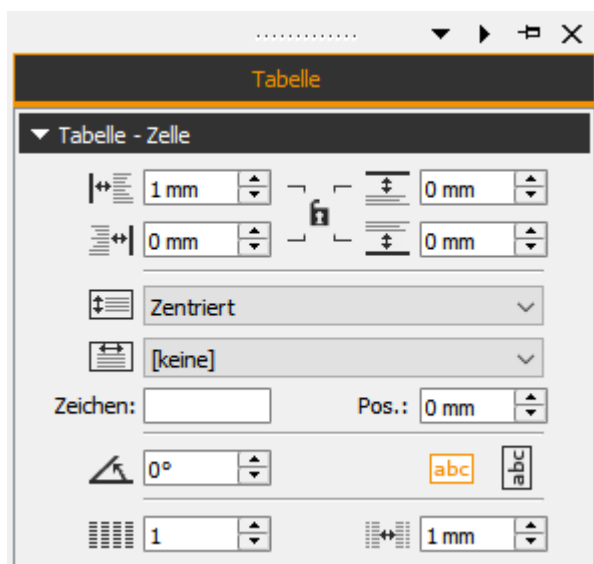 Tabelle
Tabelle - Zelle
1 mm 0 mm
0 mm 0 mm
Zentriert
[keine]
Zeichen: Pos.: 0 mm
0° abc abc
1 1 mm